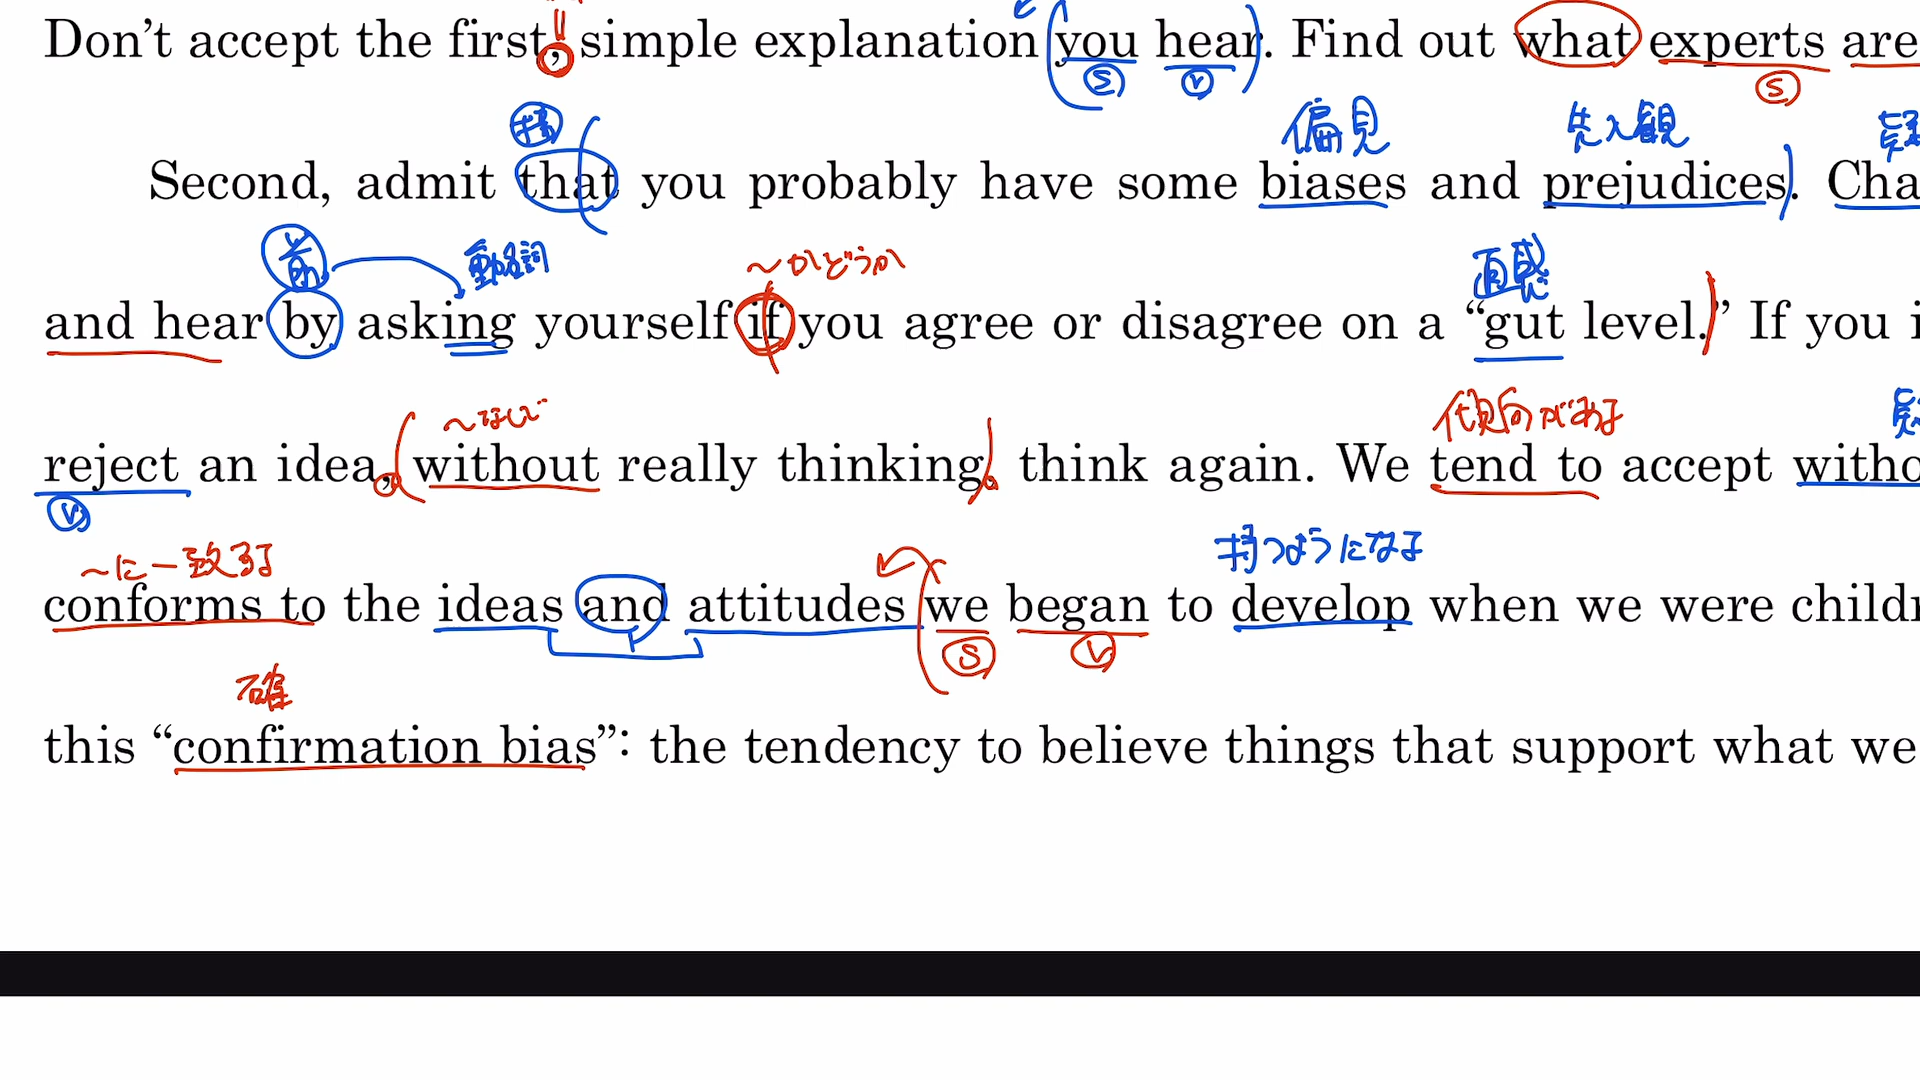 Don't accept the first, simple explanation you hear. Find out what experts are
S V S
接 偏見 先入観
Second, admit that you probably have some biases and prejudices. Cha
前 動名詞 ~かどうか 直感
and hear by asking yourself if you agree or disagree on a “gut level.” If you i
~なしで 傾向がある
reject an idea, without really thinking, think again. We tend to accept witho
V
~に一致する 持つようになる
conforms to the ideas and attitudes we began to develop when we were childr
S V
確
this “confirmation bias”: the tendency to believe things that support what we